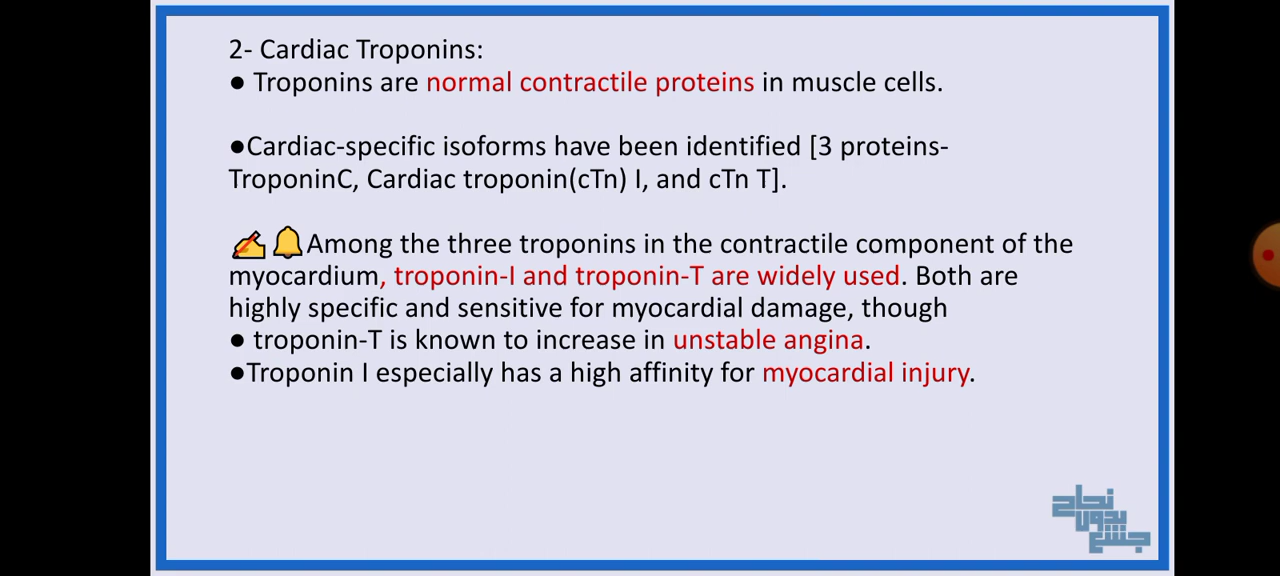 2- Cardiac Troponins:
● Troponins are normal contractile proteins in muscle cells.
●Cardiac-specific isoforms have been identified [3 proteins-
TroponinC, Cardiac troponin(cTn) I, and cTn T].
✍️🔔Among the three troponins in the contractile component of the
myocardium, troponin-I and troponin-T are widely used. Both are
highly specific and sensitive for myocardial damage, though
● troponin-T is known to increase in unstable angina.
●Troponin I especially has a high affinity for myocardial injury.
نجاح
بدون
جشع